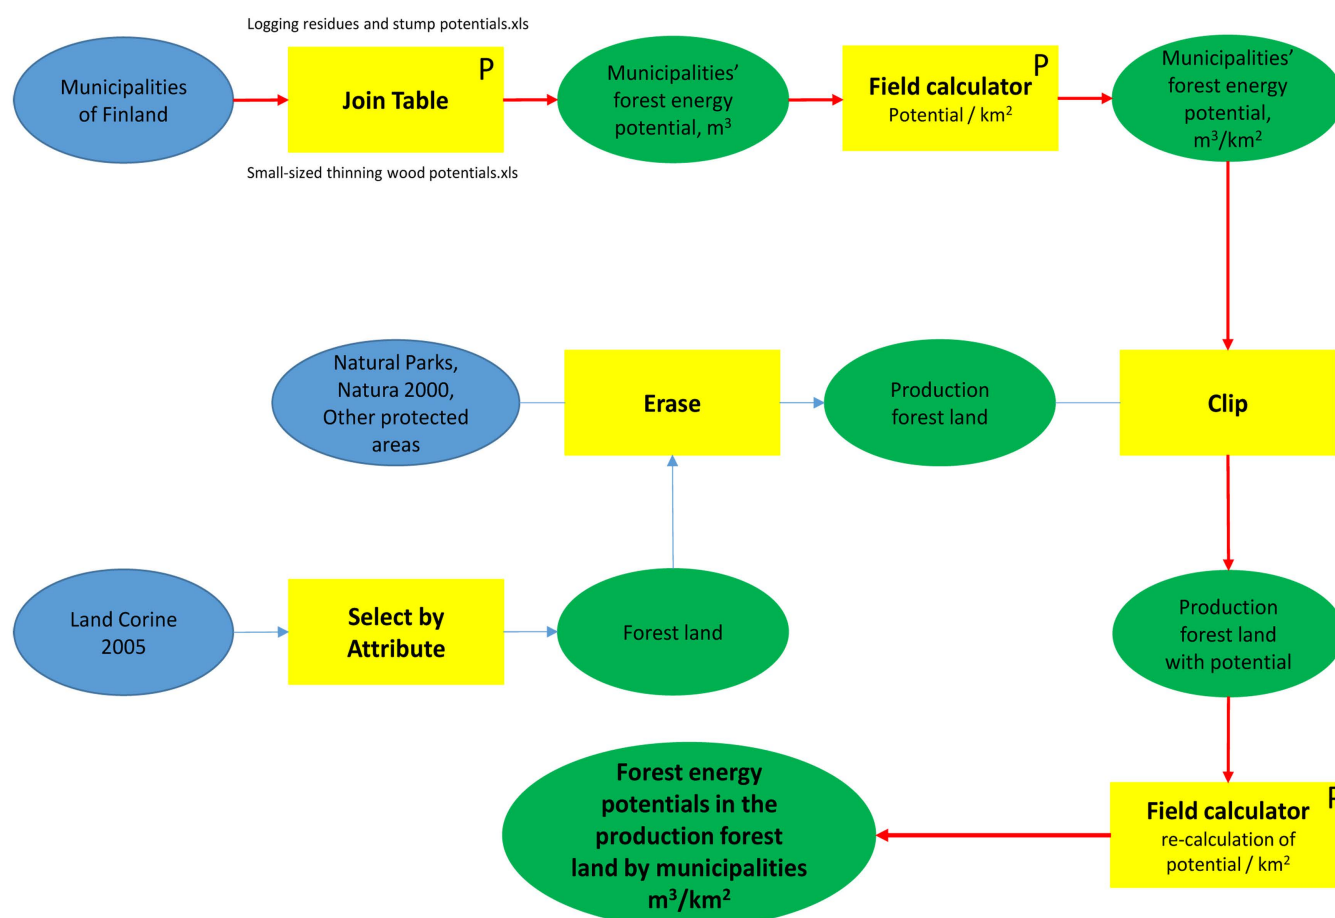 Logging residues and stump potentials.xls
Municipalities
of Finland
P
Join Table
Small-sized thinning wood potentials.xls
Municipalities’
forest energy
potential, m³
P
Field calculator
Potential / km²
Municipalities’
forest energy
potential,
m³/km²
Natural Parks,
Natura 2000,
Other protected
areas
Erase
Production
forest land
Clip
Land Corine
2005
Select by
Attribute
Forest land
Production
forest land
with potential
Forest energy
potentials in the
production forest
land by municipalities
m³/km²
P
Field calculator
re-calculation of
potential / km²